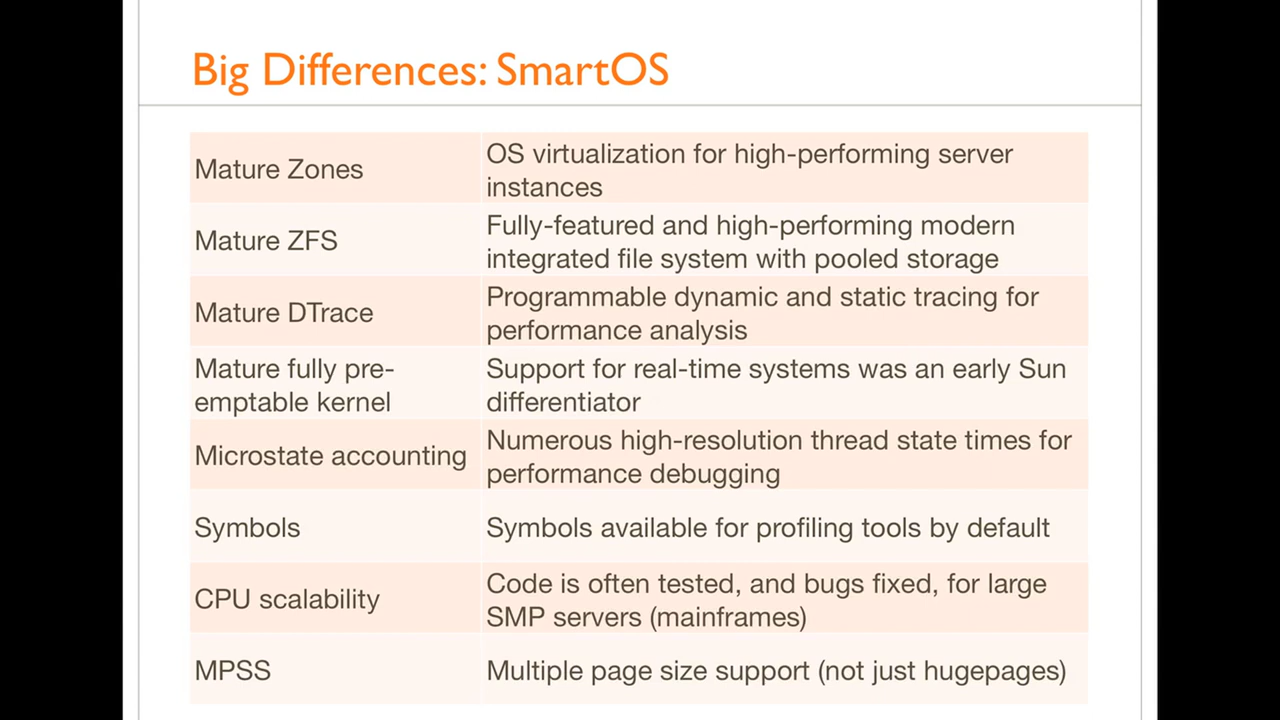 Big Differences: SmartOS
Mature Zones
OS virtualization for high-performing server
instances
Mature ZFS
Fully-featured and high-performing modern
integrated file system with pooled storage
Mature DTrace
Programmable dynamic and static tracing for
performance analysis
Mature fully pre-
emptable kernel
Support for real-time systems was an early Sun
differentiator
Microstate accounting
Numerous high-resolution thread state times for
performance debugging
Symbols
Symbols available for profiling tools by default
CPU scalability
Code is often tested, and bugs fixed, for large
SMP servers (mainframes)
MPSS
Multiple page size support (not just hugepages)